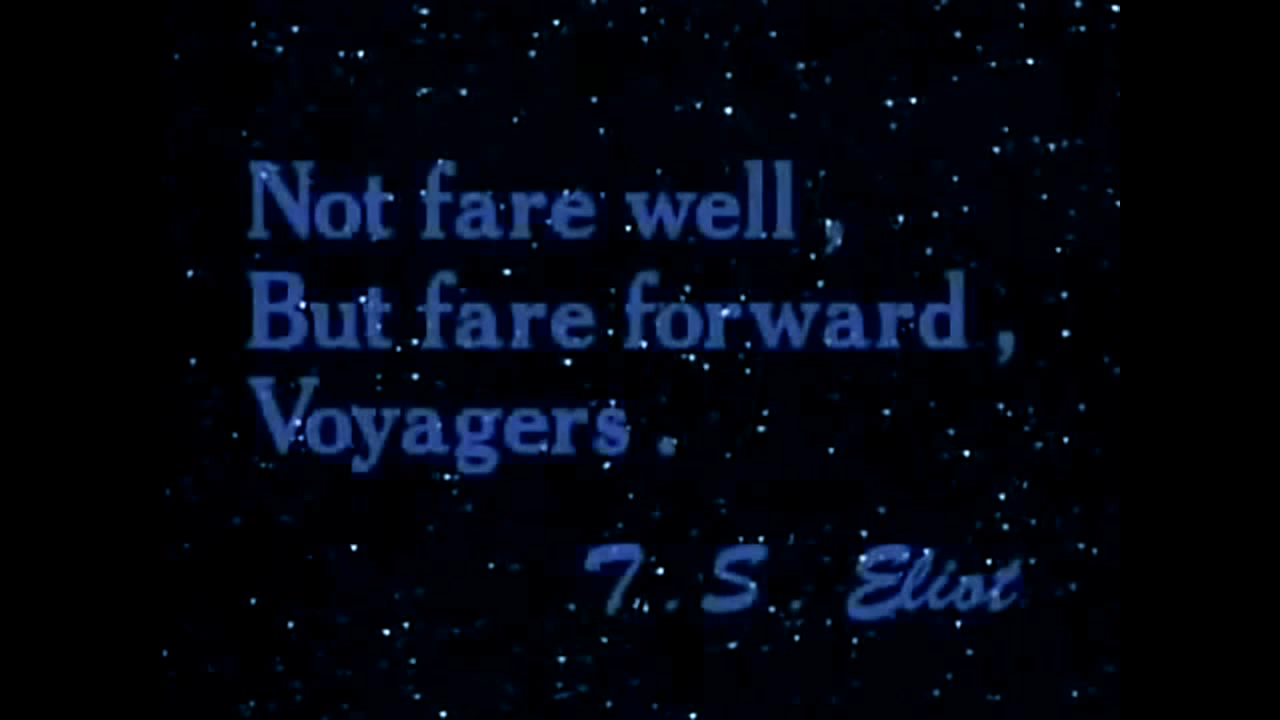 Not fare well ,
But fare forward ,
Voyagers .
T . S . Eliot